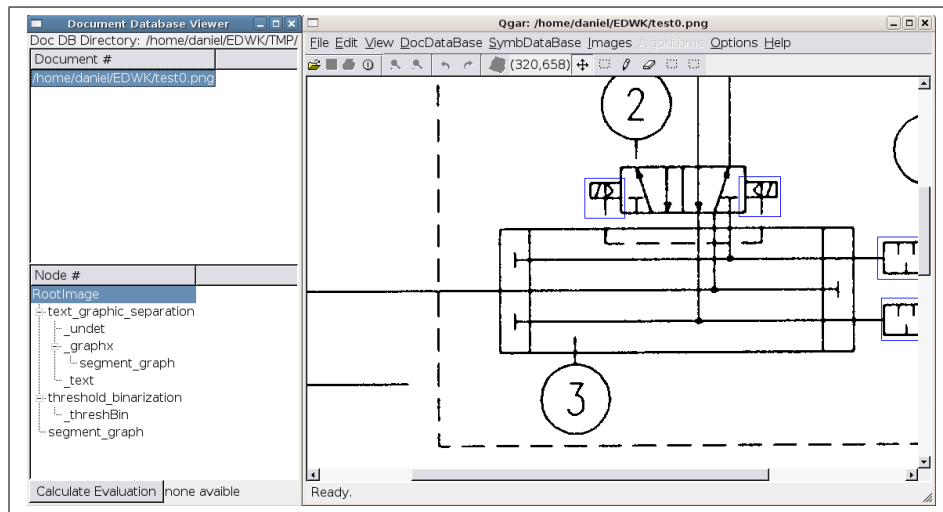 Document Database Viewer
Doc DB Directory: /home/daniel/EDWK/TMP/
Document #
/home/daniel/EDWK/test0.png
Node #
RootImage
text_graphic_separation
_undet
_graphx
segment_graph
_text
threshold_binarization
_threshBin
segment_graph
Calculate Evaluation none avaible
Qgar: /home/daniel/EDWK/test0.png
File Edit View DocDataBase SymbDataBase Images Algorithms Options Help
(320,658)
2
3
Ready.